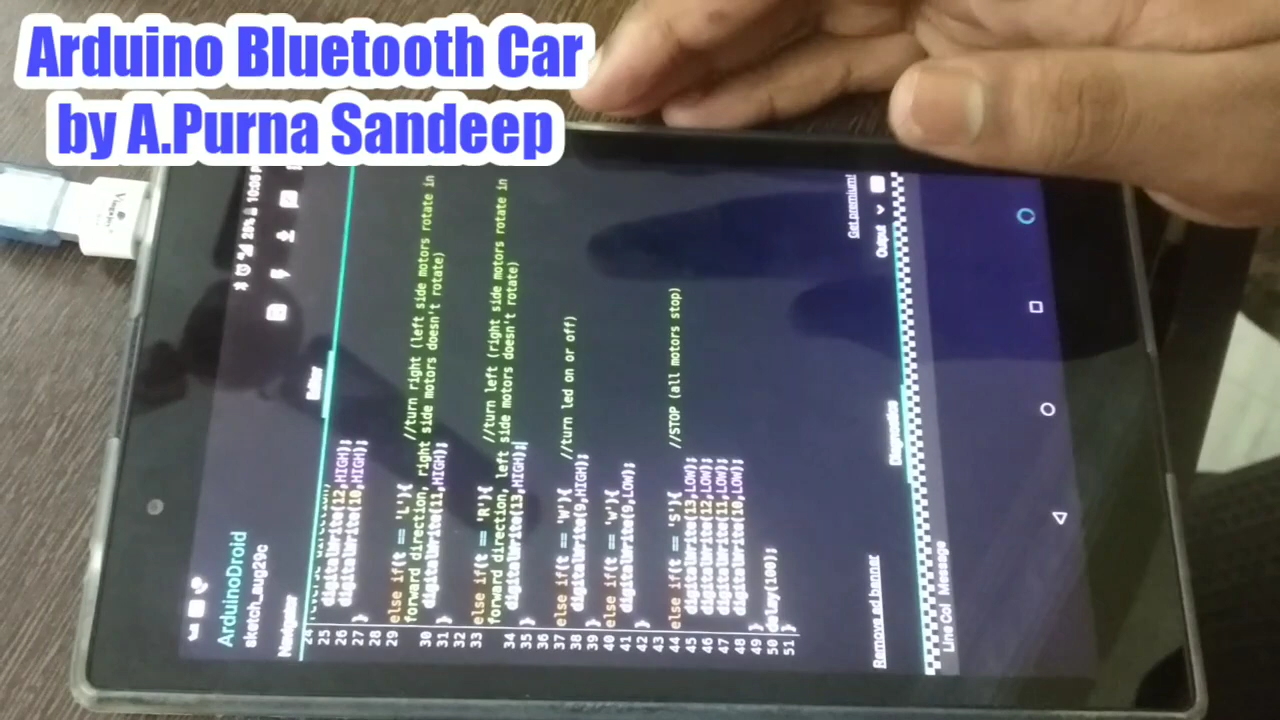 Arduino Bluetooth Car
by A.Purna Sandeep
28% 10:06
ArduinoDroid
sketch_aug29c
Navigator
Editor
24
25 digitalWrite(12,HIGH);
26 digitalWrite(10,HIGH);
27 }
28
29 else if(t == 'L'){ //turn right (left side motors rotate in
forward direction, right side motors doesn't rotate)
30 digitalWrite(11,HIGH);
31 }
32
33 else if(t == 'R'){ //turn left (right side motors rotate in
forward direction, left side motors doesn't rotate)
34 digitalWrite(13,HIGH);
35 }
36
37 else if(t == 'W'){ //turn led on or off)
38 digitalWrite(9,HIGH);
39 }
40 else if(t == 'w'){
41 digitalWrite(9,LOW);
42 }
43
44 else if(t == 'S'){ //STOP (all motors stop)
45 digitalWrite(13,LOW);
46 digitalWrite(12,LOW);
47 digitalWrite(11,LOW);
48 digitalWrite(10,LOW);
49 }
50 delay(100);
51 }
Remove ad banner
Get premium!
Diagnostics
Output
Line Col Message